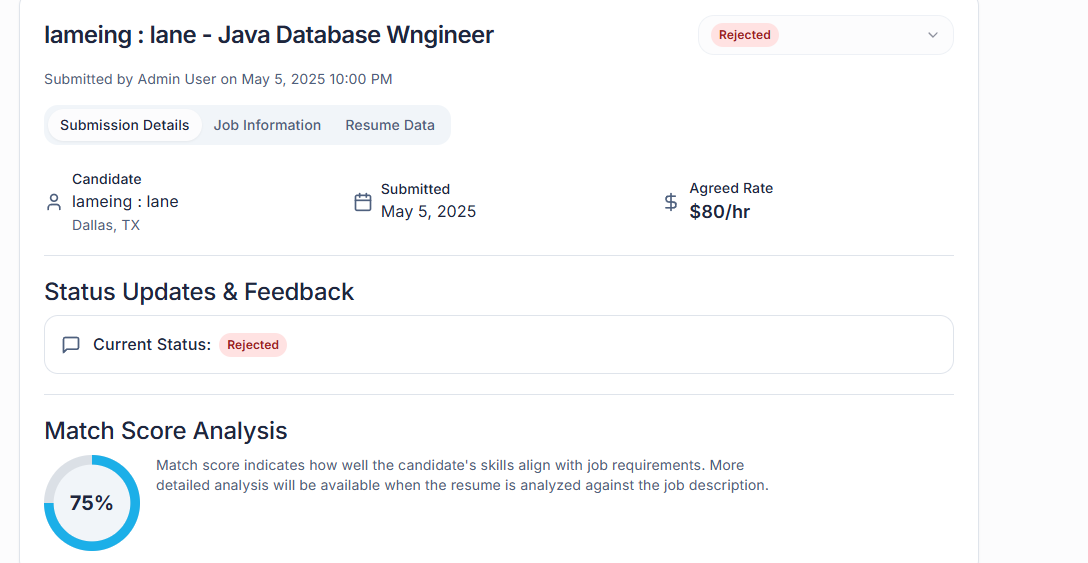 lameing : lane - Java Database Wngineer
Rejected
Submitted by Admin User on May 5, 2025 10:00 PM
Submission Details
Job Information
Resume Data
Candidate
lameing : lane
Dallas, TX
Submitted
May 5, 2025
Agreed Rate
$80/hr
Status Updates & Feedback
Current Status:
Rejected
Match Score Analysis
75%
Match score indicates how well the candidate's skills align with job requirements. More
detailed analysis will be available when the resume is analyzed against the job description.